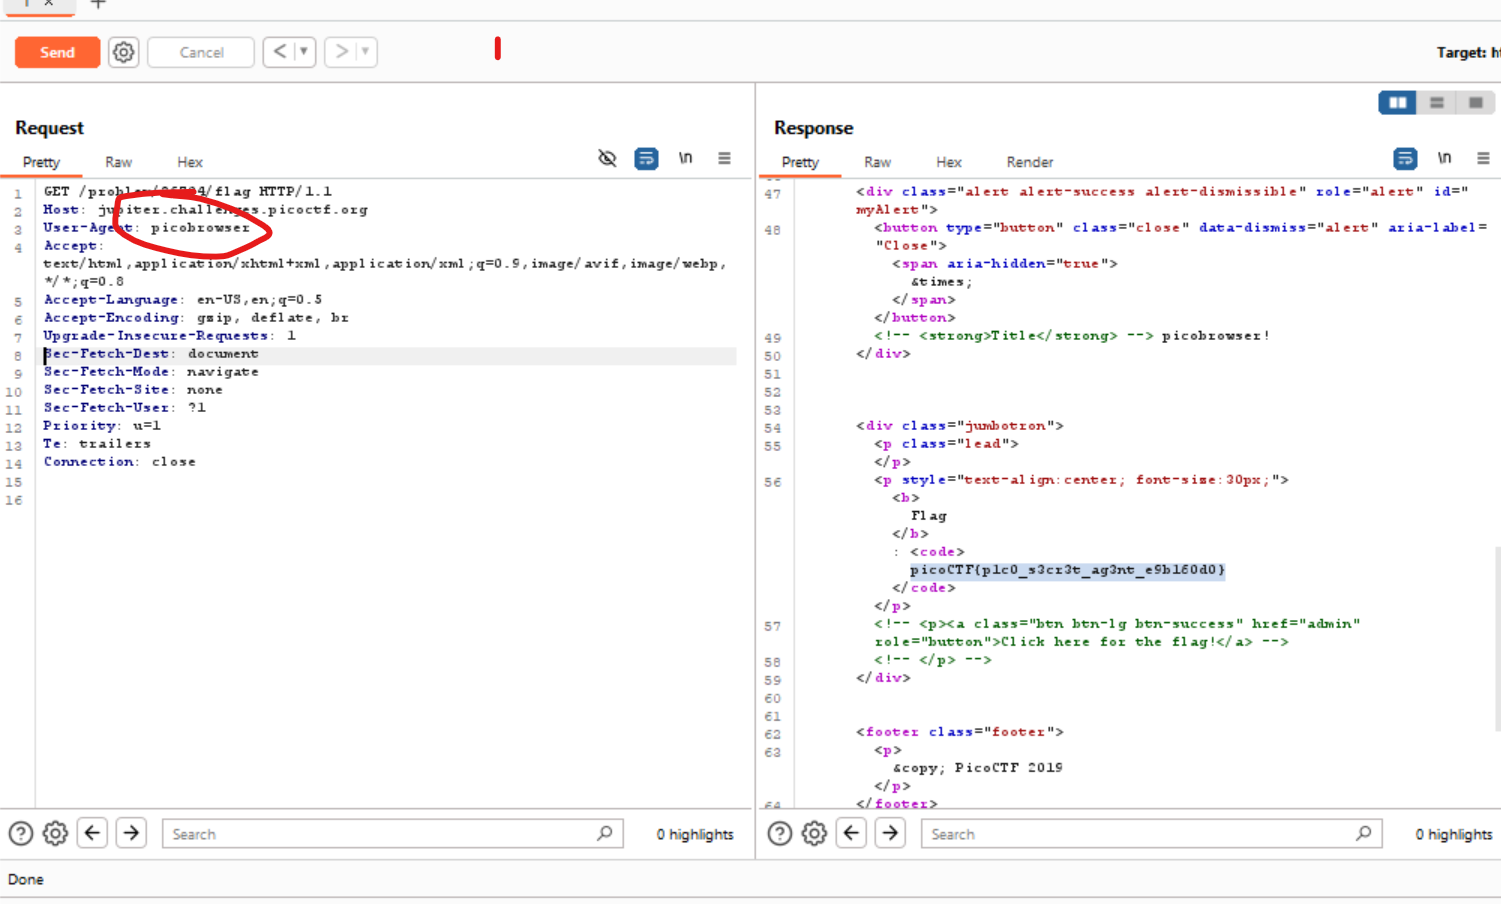 1 × +
Send Cancel < > Target: ht
Request
Pretty Raw Hex \n
1 GET /problem/26704/flag HTTP/1.1
2 Host: jupiter.challenges.picoctf.org
3 User-Agent: picobrowser
4 Accept:
text/html,application/xhtml+xml,application/xml;q=0.9,image/avif,image/webp,
*/*;q=0.8
5 Accept-Language: en-US,en;q=0.5
6 Accept-Encoding: gzip, deflate, br
7 Upgrade-Insecure-Requests: 1
8 Sec-Fetch-Dest: document
9 Sec-Fetch-Mode: navigate
10 Sec-Fetch-Site: none
11 Sec-Fetch-User: ?1
12 Priority: u=1
13 Te: trailers
14 Connection: close
15
16
Search 0 highlights
Response
Pretty Raw Hex Render \n
47 <div class="alert alert-success alert-dismissible" role="alert" id="
myAlert">
48 <button type="button" class="close" data-dismiss="alert" aria-label=
"Close">
<span aria-hidden="true">
&times;
</span>
</button>
49 <!-- <strong>Title</strong> --> picobrowser!
50 </div>
51
52
53
54 <div class="jumbotron">
55 <p class="lead">
</p>
56 <p style="text-align:center; font-size:30px;">
<b>
Flag
</b>
: <code>
picoCTF{p1c0_s3cr3t_ag3nt_e9b160d0}
</code>
</p>
57 <!-- <p><a class="btn btn-lg btn-success" href="admin"
role="button">Click here for the flag!</a> -->
58 <!-- </p> -->
59 </div>
60
61
62 <footer class="footer">
63 <p>
&copy; PicoCTF 2019
</p>
64 </footer>
Search 0 highlights
Done